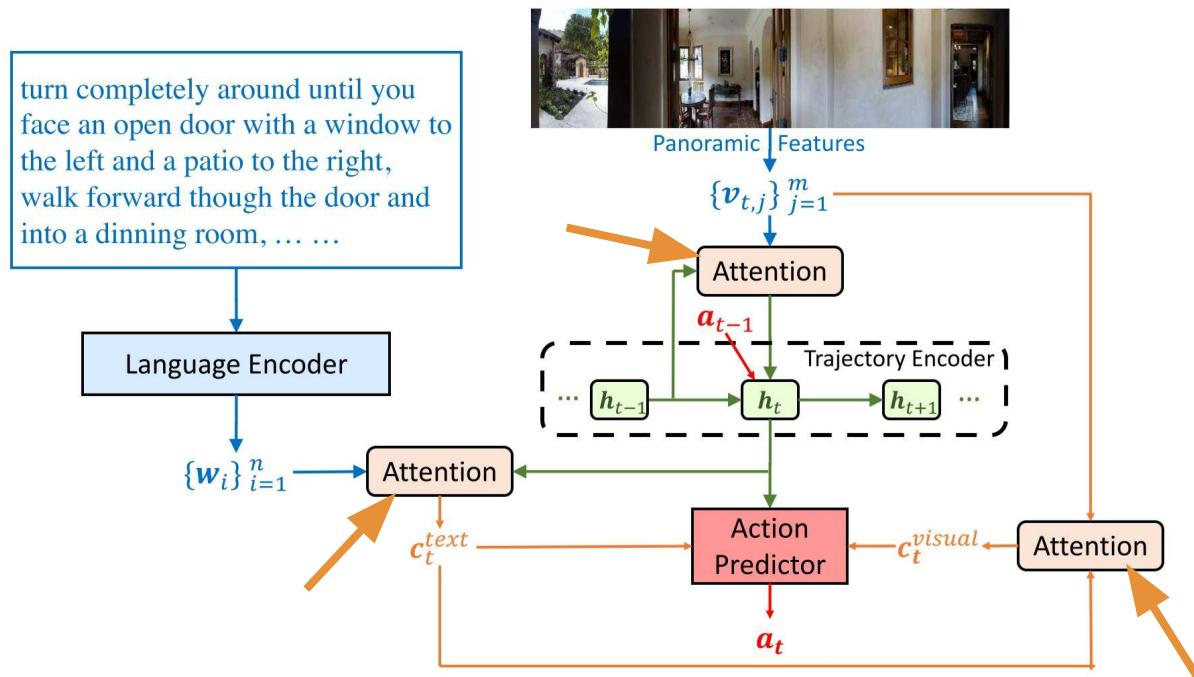 turn completely around until you
face an open door with a window to
the left and a patio to the right,
walk forward though the door and
into a dinning room, … …
Panoramic Features
{v_{t,j}}_{j=1}^{m}
Attention
a_{t−1}
Trajectory Encoder
Language Encoder
… h_{t−1} h_t h_{t+1} …
{w_i}_{i=1}^{n}
Attention
c_t^{text}
Action
Predictor
c_t^{visual}
Attention
a_t